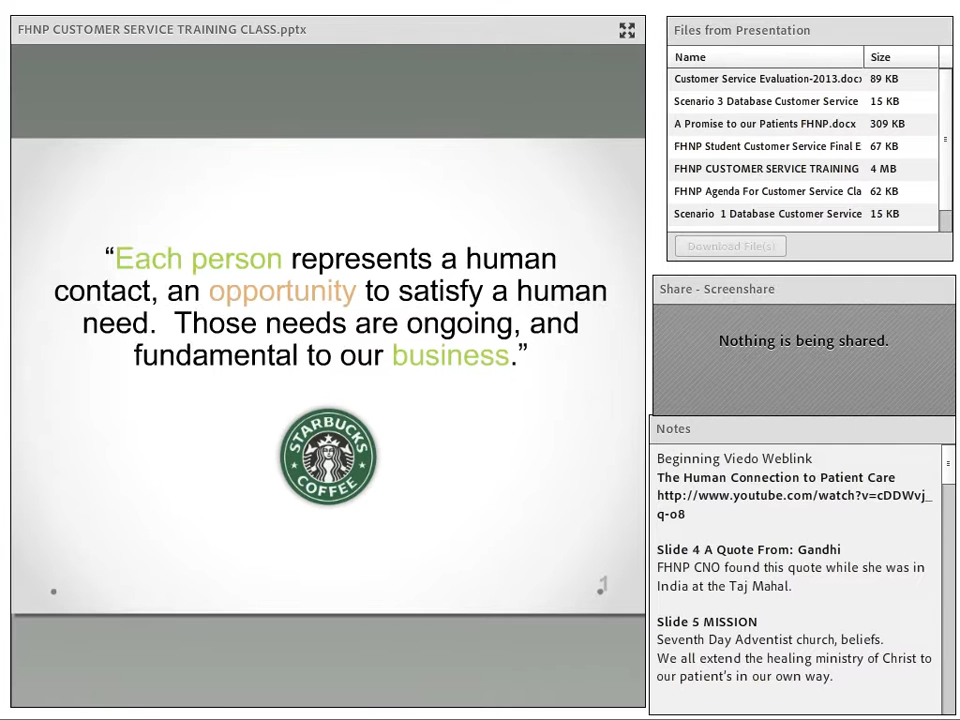 FHNP CUSTOMER SERVICE TRAINING CLASS.pptx
“Each person represents a human
contact, an opportunity to satisfy a human
need.  Those needs are ongoing, and
fundamental to our business.”
STARBUCKS
COFFEE
1
Files from Presentation
Name Size
Customer Service Evaluation-2013.docx 89 KB
Scenario 3 Database Customer Service 15 KB
A Promise to our Patients FHNP.docx 309 KB
FHNP Student Customer Service Final E 67 KB
FHNP CUSTOMER SERVICE TRAINING 4 MB
FHNP Agenda For Customer Service Cla 62 KB
Scenario  1 Database Customer Service 15 KB
Download File(s)
Share - Screenshare
Nothing is being shared.
Notes
Beginning Viedo Weblink
The Human Connection to Patient Care
http://www.youtube.com/watch?v=cDDWvj_
q-o8
Slide 4 A Quote From: Gandhi
FHNP CNO found this quote while she was in
India at the Taj Mahal.
Slide 5 MISSION
Seventh Day Adventist church, beliefs.
We all extend the healing ministry of Christ to
our patient’s in our own way.